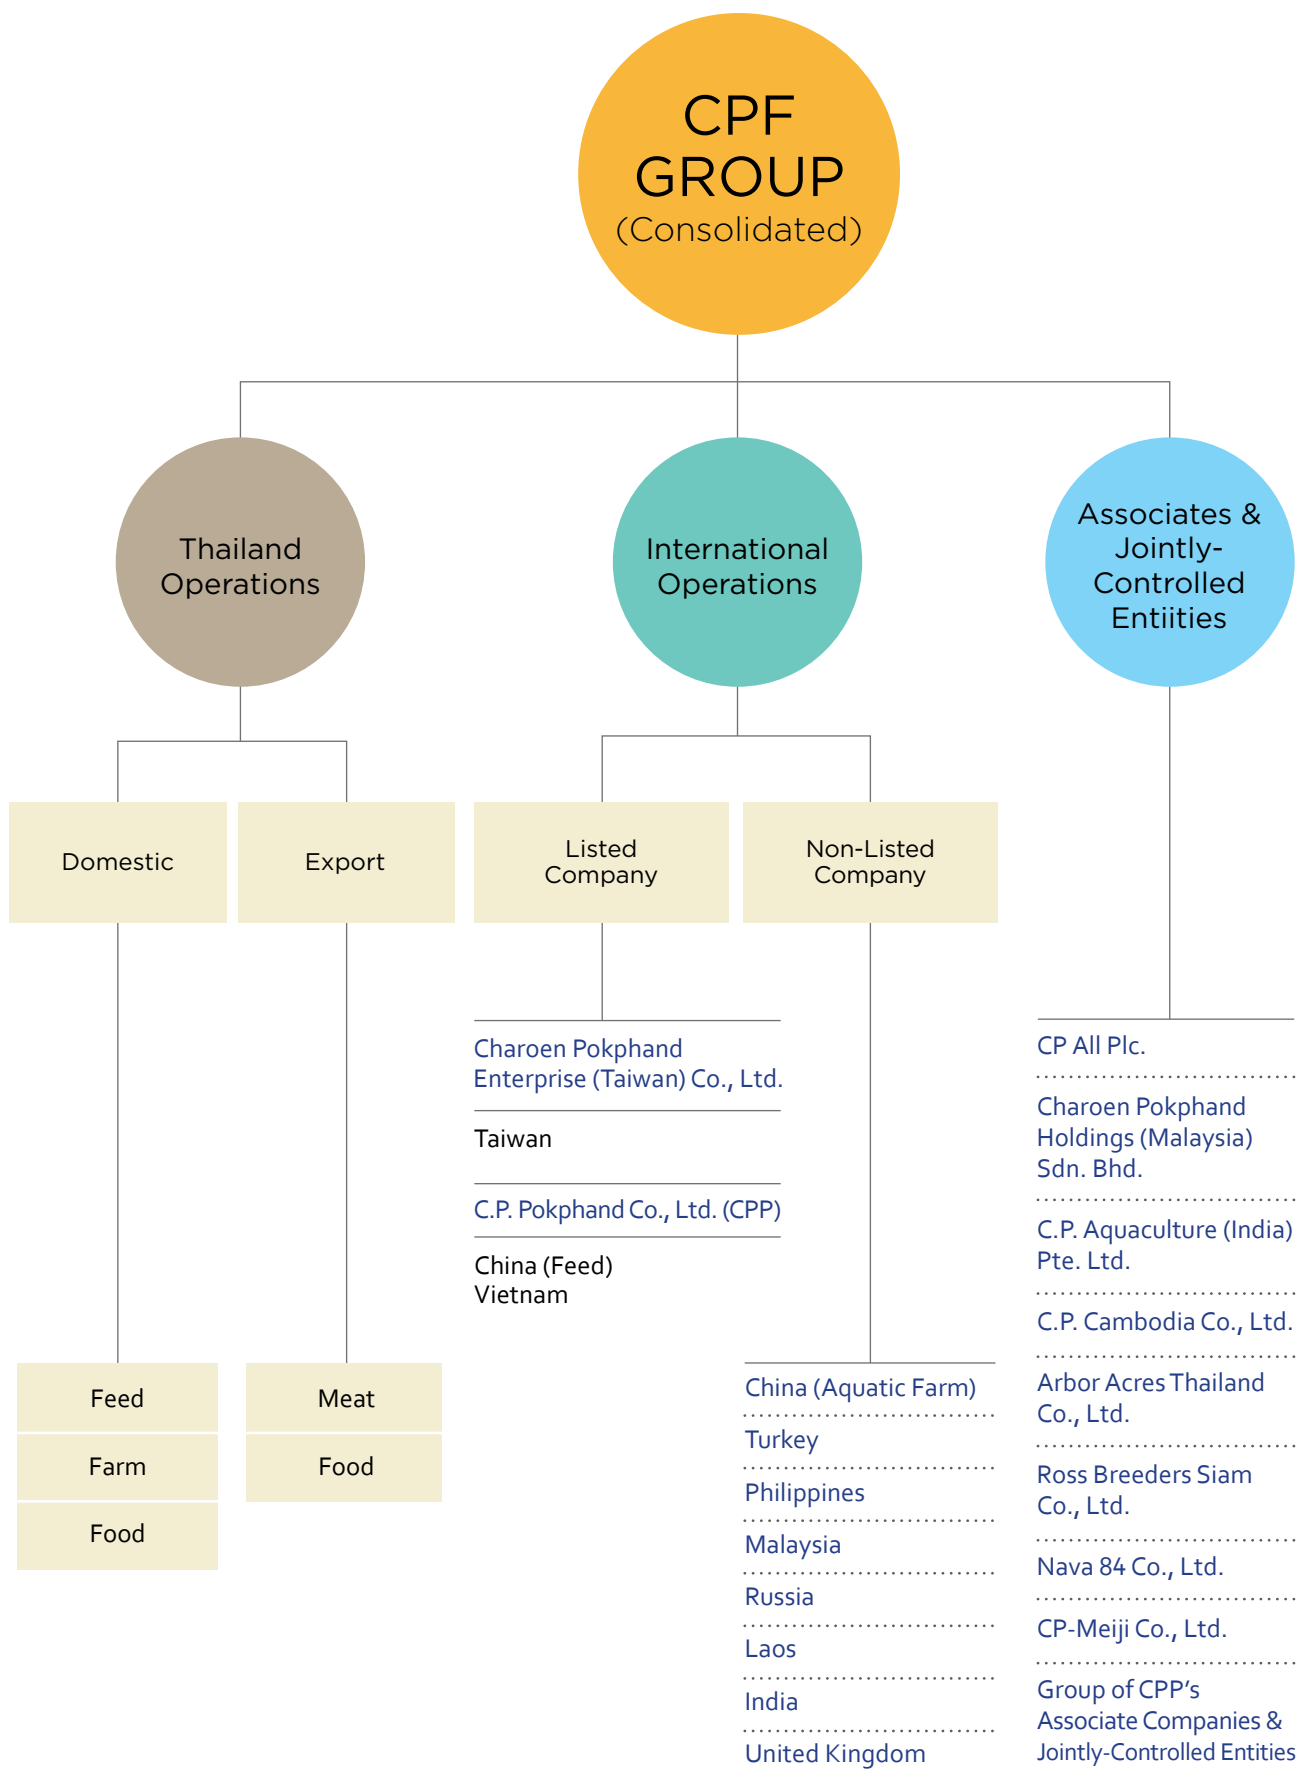 CPF
GROUP
(Consolidated)
Thailand
Operations
International
Operations
Associates &
Jointly-
Controlled
Entiities
Domestic
Export
Listed
Company
Non-Listed
Company
Feed
Farm
Food
Meat
Food
Charoen Pokphand
Enterprise (Taiwan) Co., Ltd.
Taiwan
C.P. Pokphand Co., Ltd. (CPP)
China (Feed)
Vietnam
China (Aquatic Farm)
Turkey
Philippines
Malaysia
Russia
Laos
India
United Kingdom
CP All Plc.
Charoen Pokphand
Holdings (Malaysia)
Sdn. Bhd.
C.P. Aquaculture (India)
Pte. Ltd.
C.P. Cambodia Co., Ltd.
Arbor Acres Thailand
Co., Ltd.
Ross Breeders Siam
Co., Ltd.
Nava 84 Co., Ltd.
CP-Meiji Co., Ltd.
Group of CPP's
Associate Companies &
Jointly-Controlled Entities